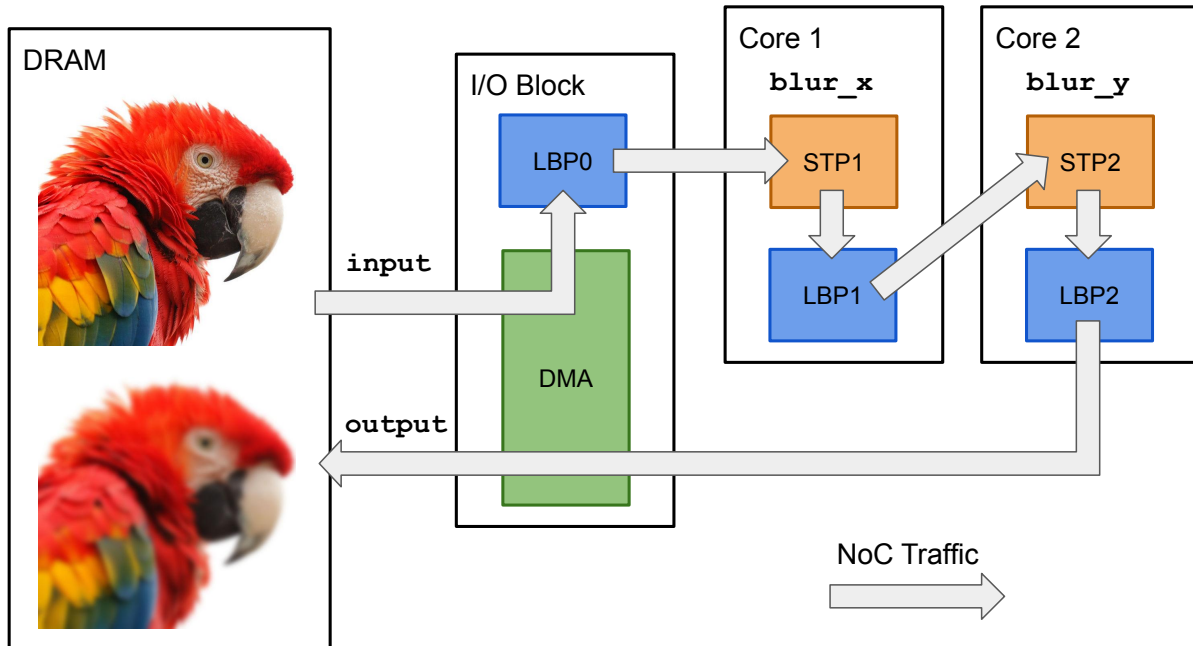 DRAM
input
output
I/O Block
LBP0
DMA
Core 1
blur_x
STP1
LBP1
Core 2
blur_y
STP2
LBP2
NoC Traffic